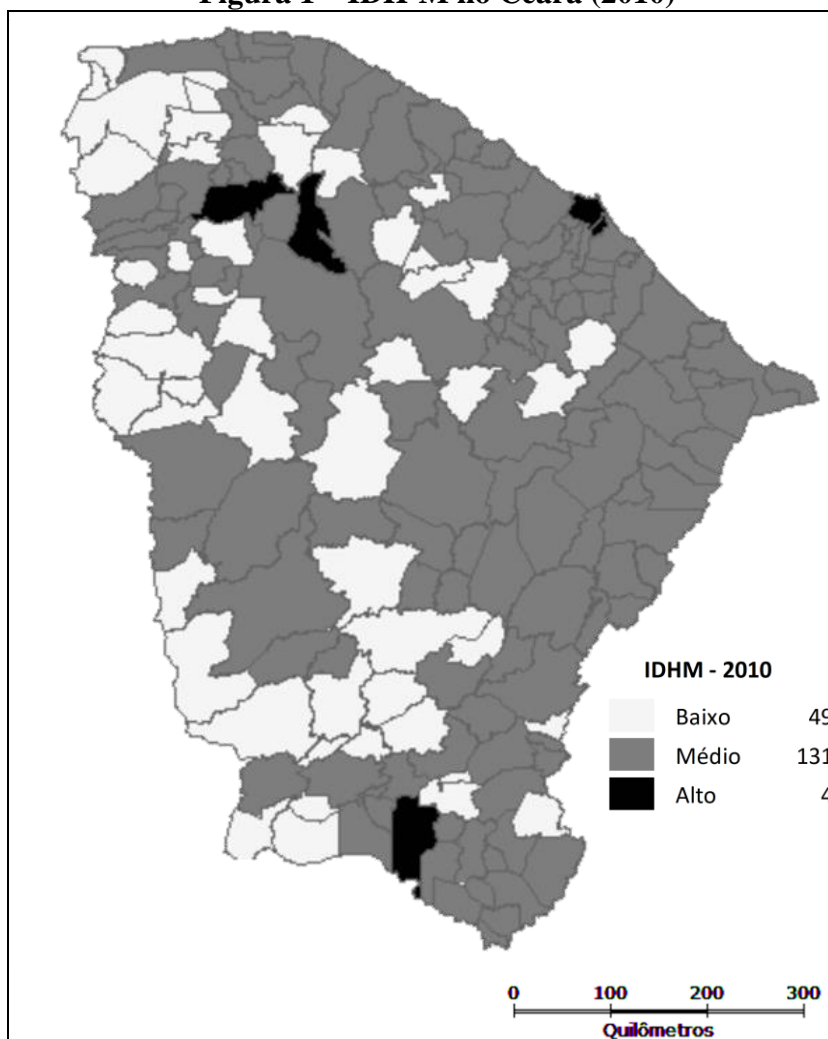 Figura 1 – IDHM no Ceará (2010)
IDHM - 2010
Baixo 49
Médio 131
Alto 4
0 100 200 300
Quilômetros